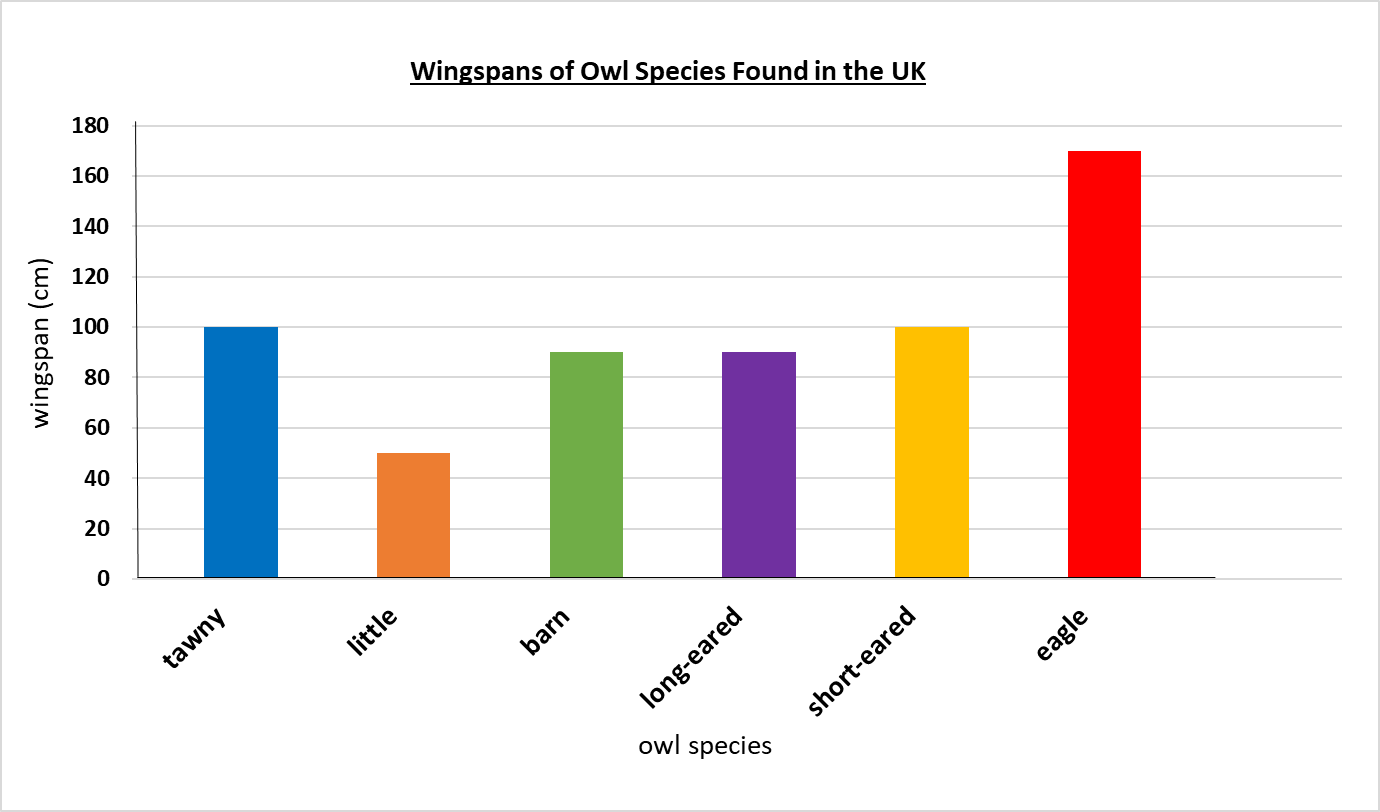 Wingspans of Owl Species Found in the UK
180
160
140
120
100
80
60
40
20
0
wingspan (cm)
tawny
little
barn
long-eared
short-eared
eagle
owl species